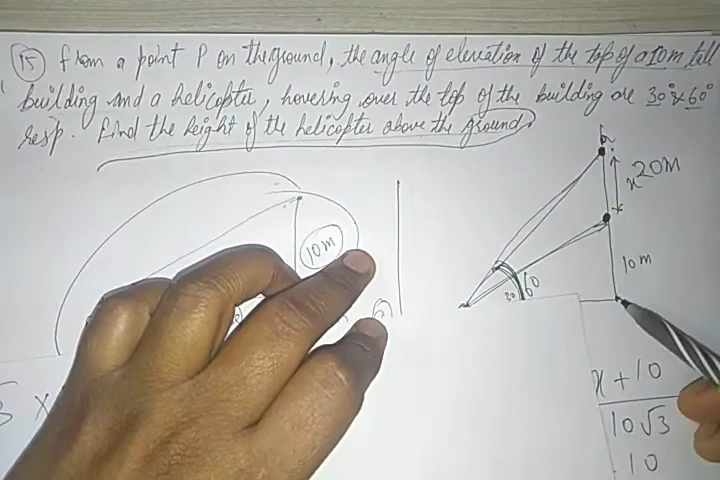 15 from a point P on the ground, the angle of elevation of the top of a 10m tall
building and a helicopter, hovering over the top of the building are 30° & 60°
resp. Find the height of the helicopter above the ground.
h
20M
x
10m
10m
30 60
x + 10
10√3
10